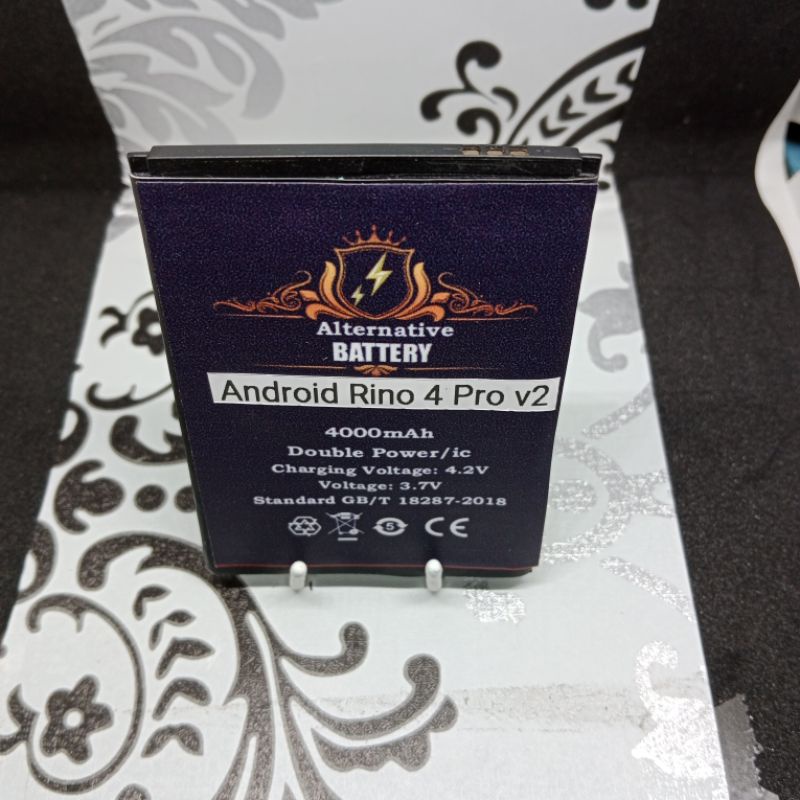 Alternative
BATTERY
Android Rino 4 Pro v2
4000mAh
Double Power/ic
Charging Voltage: 4.2V
Voltage: 3.7V
Standard GB/T 18287-2018
5 CE